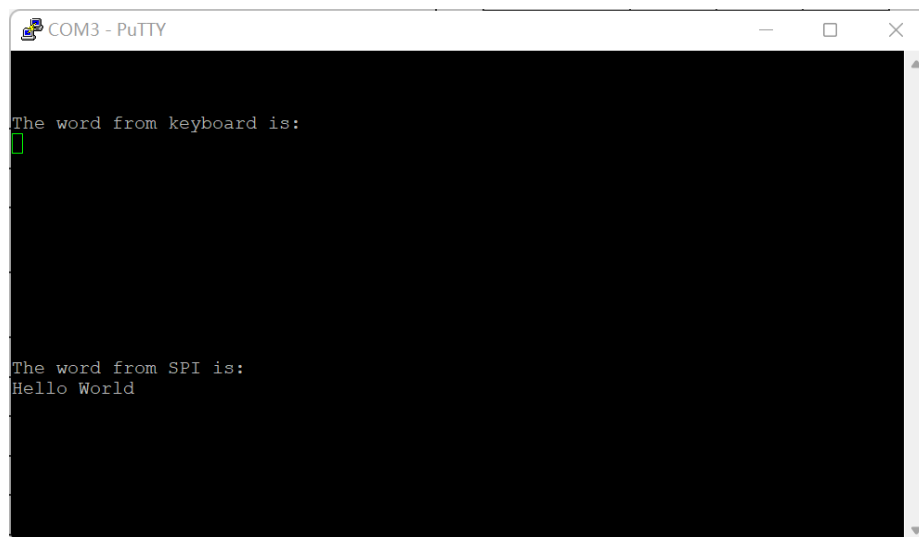 COM3 - PuTTY
The word from keyboard is:
The word from SPI is:
Hello World